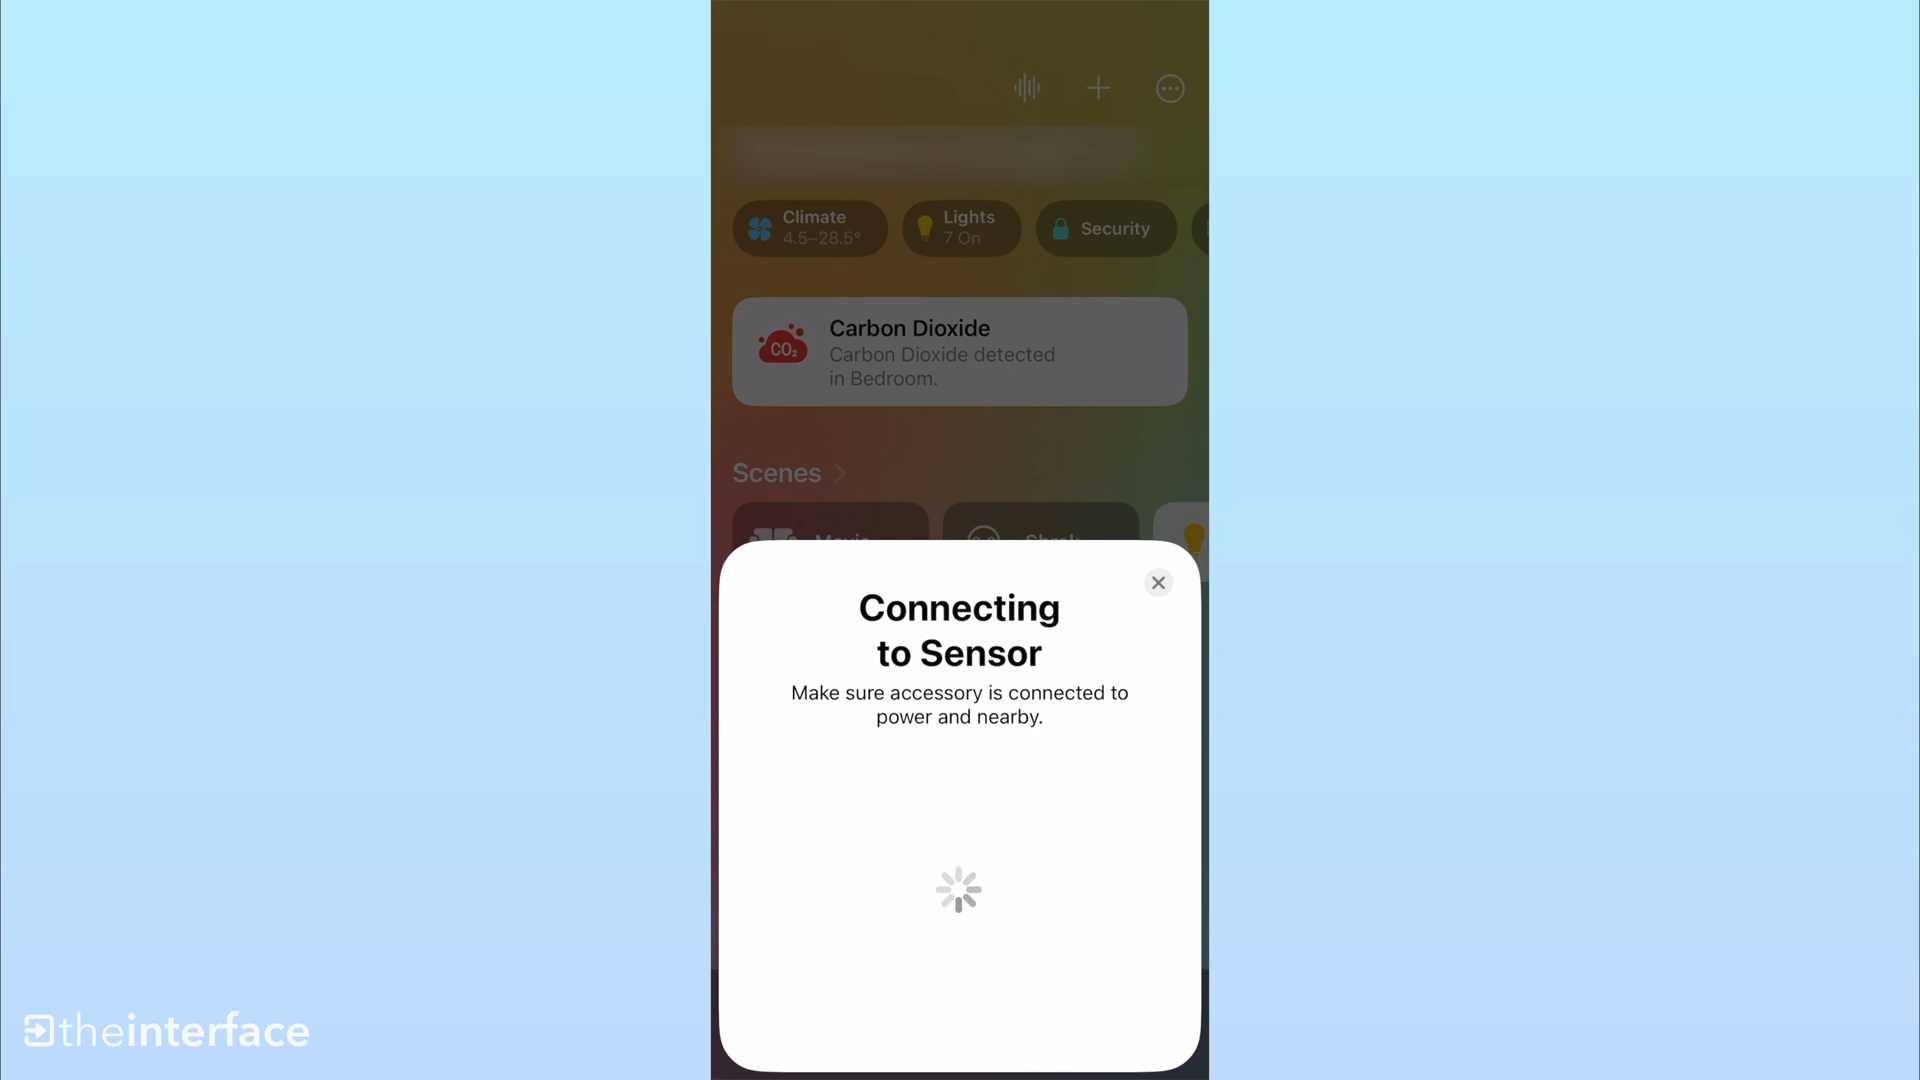 Climate
4.5–28.5°
Lights
7 On
Security
CO₂
Carbon Dioxide
Carbon Dioxide detected
in Bedroom.
Scenes
Movie
Shrek
Connecting
to Sensor
Make sure accessory is connected to
power and nearby.
theinterface